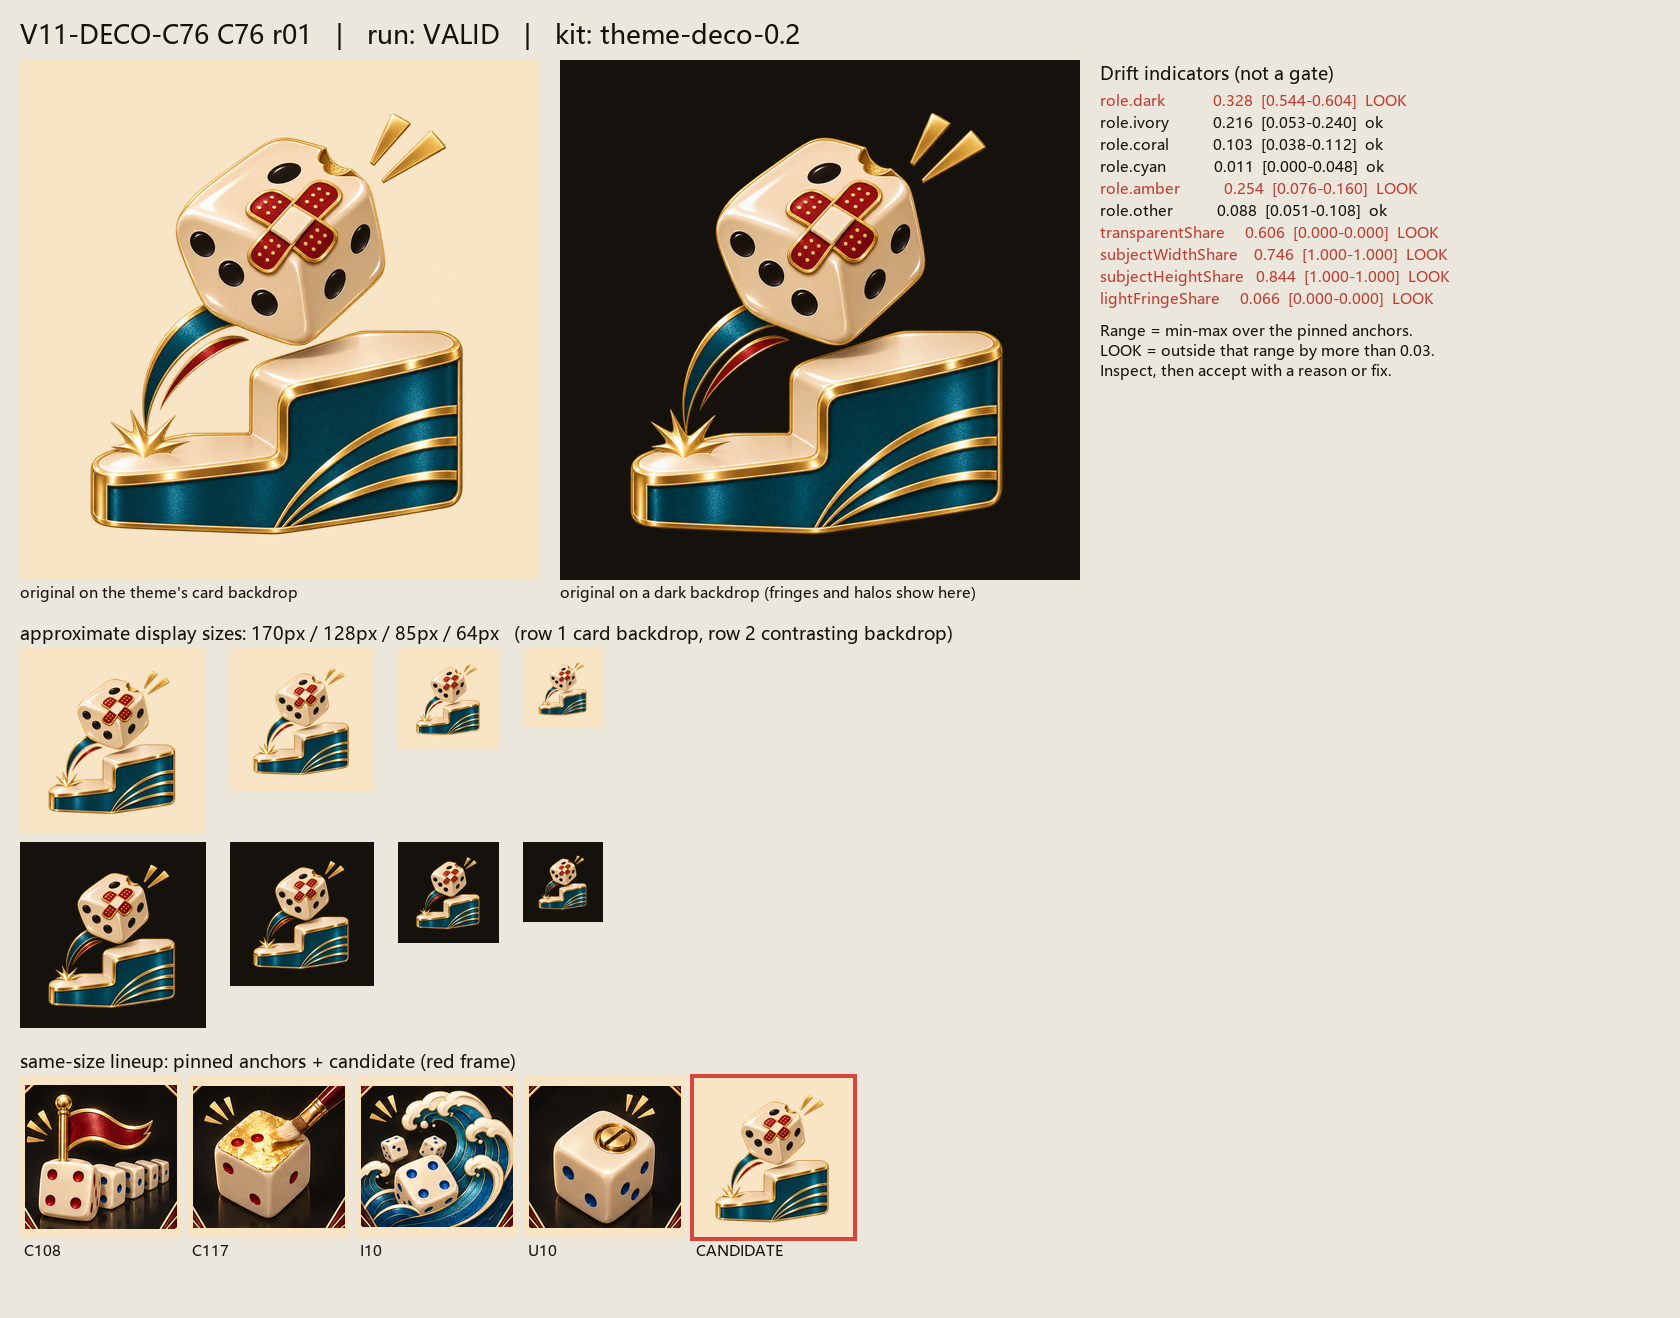 V11-DECO-C76 C76 r01 | run: VALID | kit: theme-deco-0.2
original on the theme's card backdrop
original on a dark backdrop (fringes and halos show here)
Drift indicators (not a gate)
role.dark 0.328 [0.544-0.604] LOOK
role.ivory 0.216 [0.053-0.240] ok
role.coral 0.103 [0.038-0.112] ok
role.cyan 0.011 [0.000-0.048] ok
role.amber 0.254 [0.076-0.160] LOOK
role.other 0.088 [0.051-0.108] ok
transparentShare 0.606 [0.000-0.000] LOOK
subjectWidthShare 0.746 [1.000-1.000] LOOK
subjectHeightShare 0.844 [1.000-1.000] LOOK
lightFringeShare 0.066 [0.000-0.000] LOOK
Range = min-max over the pinned anchors.
LOOK = outside that range by more than 0.03.
Inspect, then accept with a reason or fix.
approximate display sizes: 170px / 128px / 85px / 64px (row 1 card backdrop, row 2 contrasting backdrop)
same-size lineup: pinned anchors + candidate (red frame)
C108
C117
I10
U10
CANDIDATE